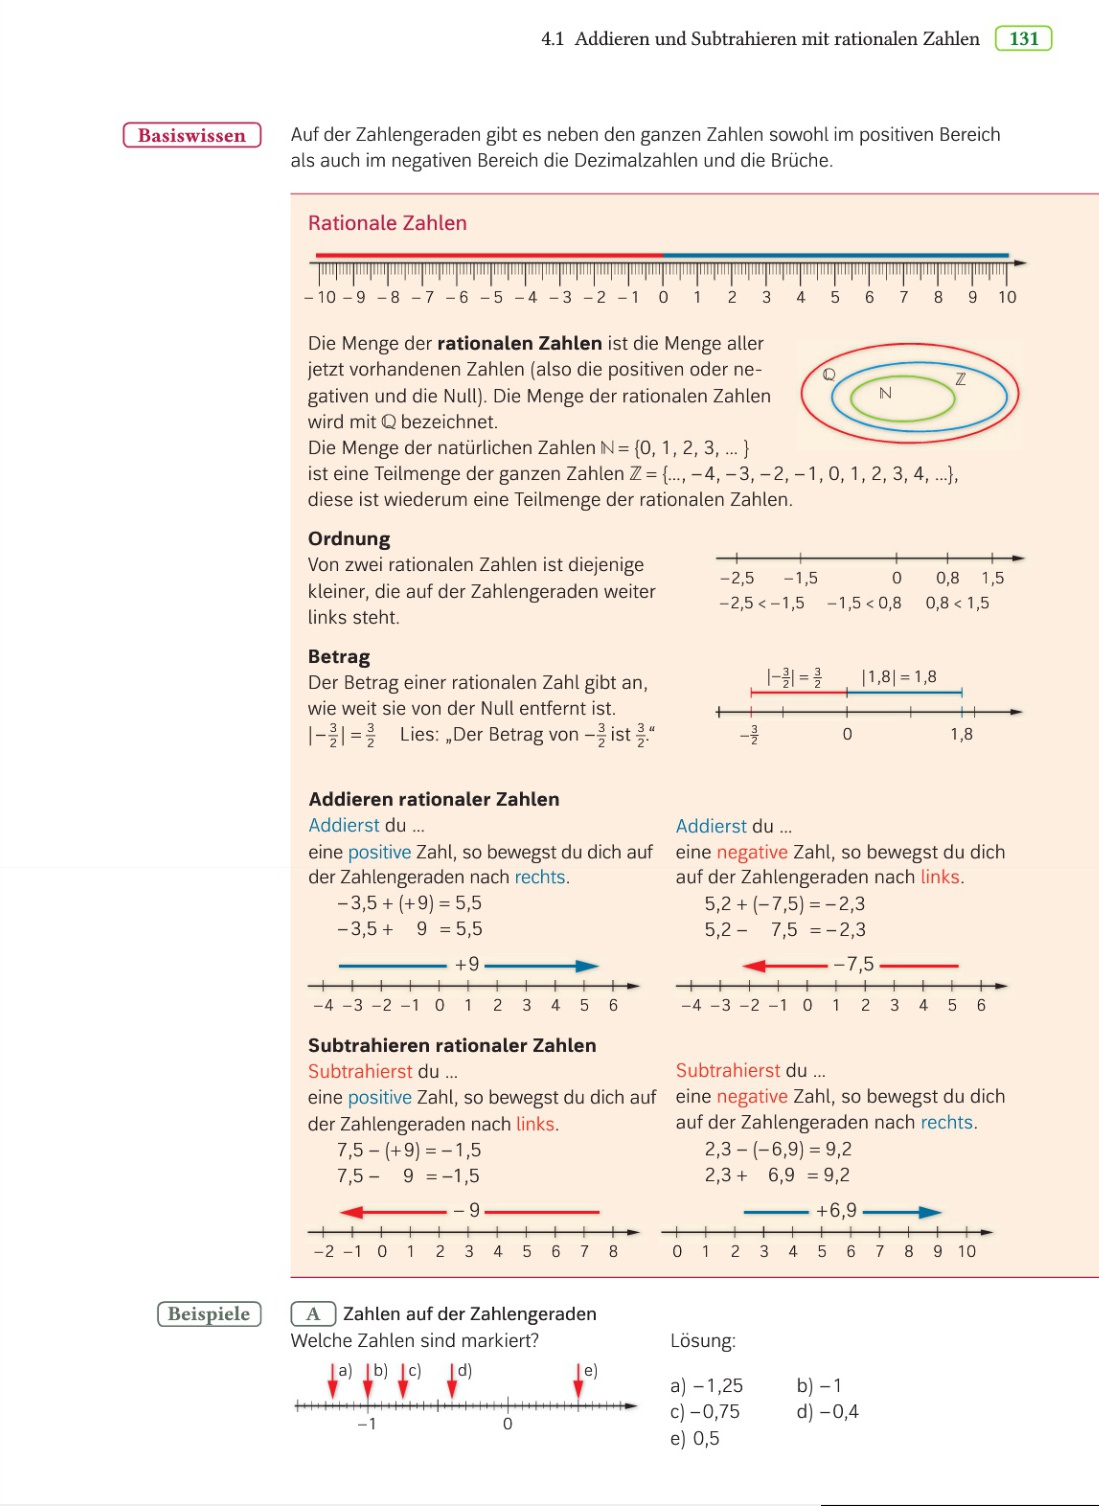 4.1 Addieren und Subtrahieren mit rationalen Zahlen 131
Basiswissen
Auf der Zahlengeraden gibt es neben den ganzen Zahlen sowohl im positiven Bereich
als auch im negativen Bereich die Dezimalzahlen und die Brüche.
Rationale Zahlen
−10 −9 −8 −7 −6 −5 −4 −3 −2 −1 0 1 2 3 4 5 6 7 8 9 10
Die Menge der rationalen Zahlen ist die Menge aller
jetzt vorhandenen Zahlen (also die positiven oder ne-
gativen und die Null). Die Menge der rationalen Zahlen
wird mit ℚ bezeichnet.
ℚ ℤ
ℕ
Die Menge der natürlichen Zahlen ℕ = {0, 1, 2, 3, … }
ist eine Teilmenge der ganzen Zahlen ℤ = {…, −4, −3, −2, −1, 0, 1, 2, 3, 4, …},
diese ist wiederum eine Teilmenge der rationalen Zahlen.
Ordnung
Von zwei rationalen Zahlen ist diejenige
kleiner, die auf der Zahlengeraden weiter
links steht.
−2,5 −1,5 0 0,8 1,5
−2,5 < −1,5 −1,5 < 0,8 0,8 < 1,5
Betrag
Der Betrag einer rationalen Zahl gibt an,
wie weit sie von der Null entfernt ist.
|−3/2| = 3/2 Lies: „Der Betrag von −3/2 ist 3/2.“
|−3/2| = 3/2 |1,8| = 1,8
−3/2 0 1,8
Addieren rationaler Zahlen
Addierst du …
eine positive Zahl, so bewegst du dich auf
der Zahlengeraden nach rechts.
−3,5 + (+9) = 5,5
−3,5 + 9 = 5,5
+9
−4 −3 −2 −1 0 1 2 3 4 5 6
Addierst du …
eine negative Zahl, so bewegst du dich
auf der Zahlengeraden nach links.
5,2 + (−7,5) = −2,3
5,2 − 7,5 = −2,3
−7,5
−4 −3 −2 −1 0 1 2 3 4 5 6
Subtrahieren rationaler Zahlen
Subtrahierst du …
eine positive Zahl, so bewegst du dich auf
der Zahlengeraden nach links.
7,5 − (+9) = −1,5
7,5 − 9 = −1,5
−9
−2 −1 0 1 2 3 4 5 6 7 8
Subtrahierst du …
eine negative Zahl, so bewegst du dich
auf der Zahlengeraden nach rechts.
2,3 − (−6,9) = 9,2
2,3 + 6,9 = 9,2
+6,9
0 1 2 3 4 5 6 7 8 9 10
Beispiele
A Zahlen auf der Zahlengeraden
Welche Zahlen sind markiert?
a) b) c) d) e)
−1 0
Lösung:
a) −1,25 b) −1
c) −0,75 d) −0,4
e) 0,5